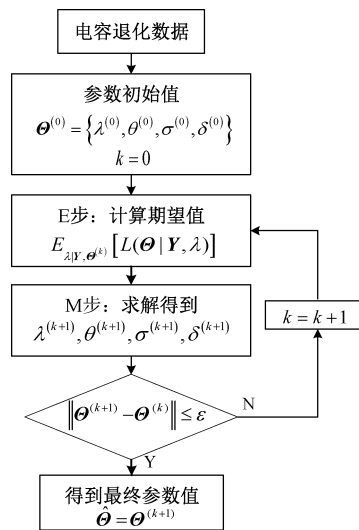 电容退化数据
参数初始值
Θ^(0) = {λ^(0), θ^(0), σ^(0), δ^(0)}
k = 0
E步：计算期望值
E_{λ|Y,Θ^(k)} [L(Θ | Y, λ)]
M步：求解得到
λ^(k+1), θ^(k+1), σ^(k+1), δ^(k+1)
k = k+1
‖Θ^(k+1) − Θ^(k)‖ ≤ ε
N
Y
得到最终参数值
Θ̂ = Θ^(k+1)